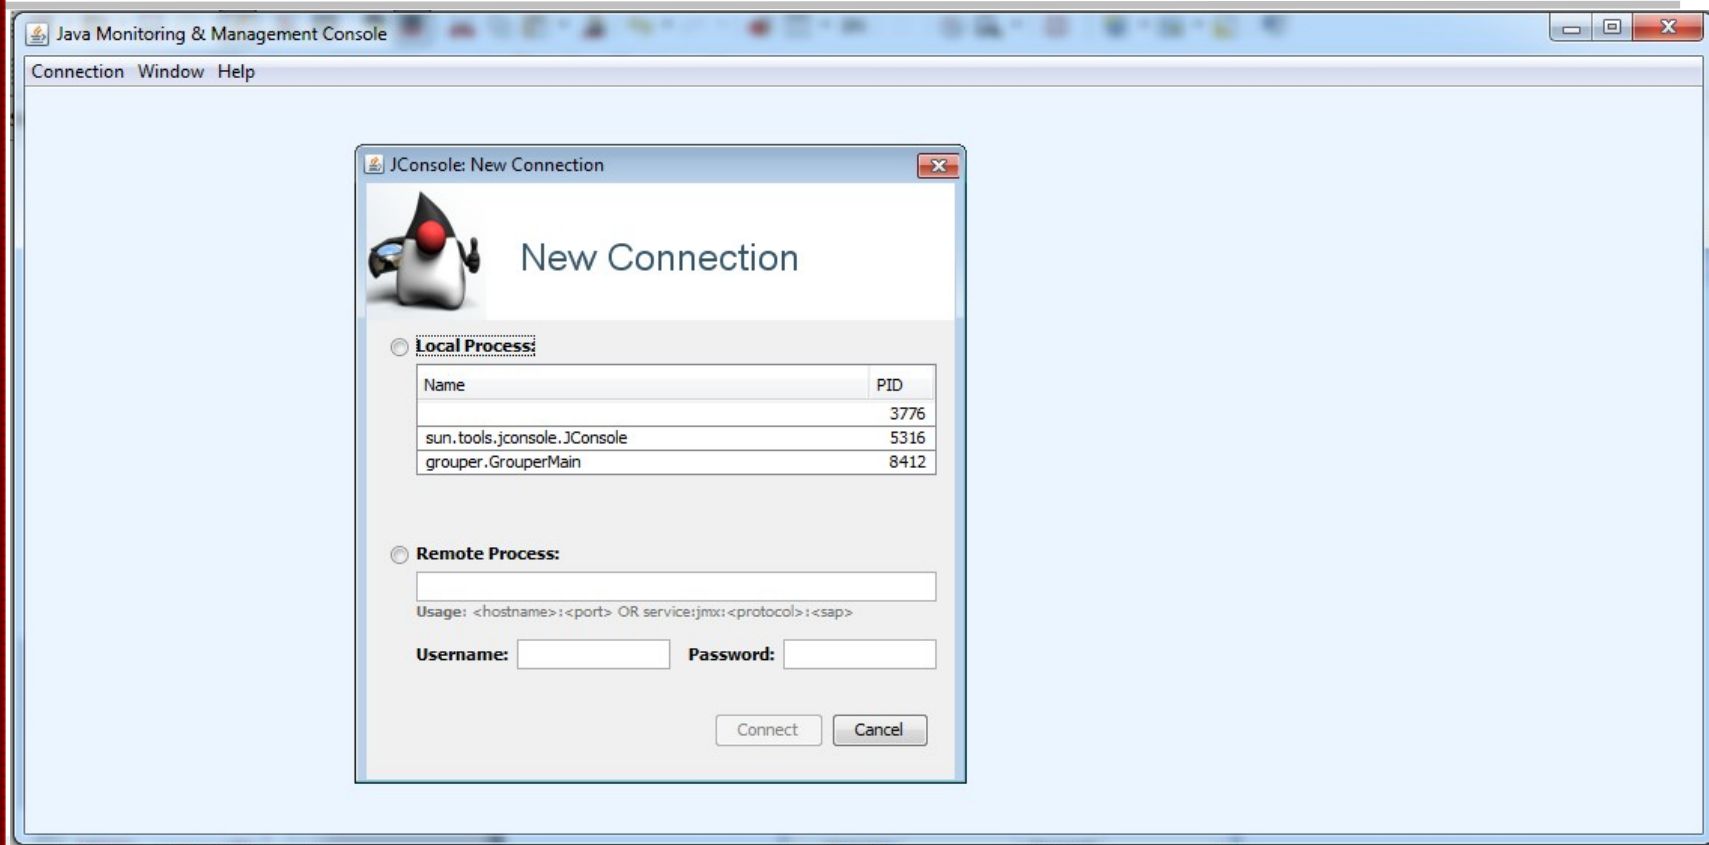 Java Monitoring & Management Console
Connection Window Help
JConsole: New Connection
New Connection
Local Process:
Name PID
3776
sun.tools.jconsole.JConsole 5316
grouper.GrouperMain 8412
Remote Process:
Usage: <hostname>:<port> OR service:jmx:<protocol>:<sap>
Username: Password:
Connect Cancel